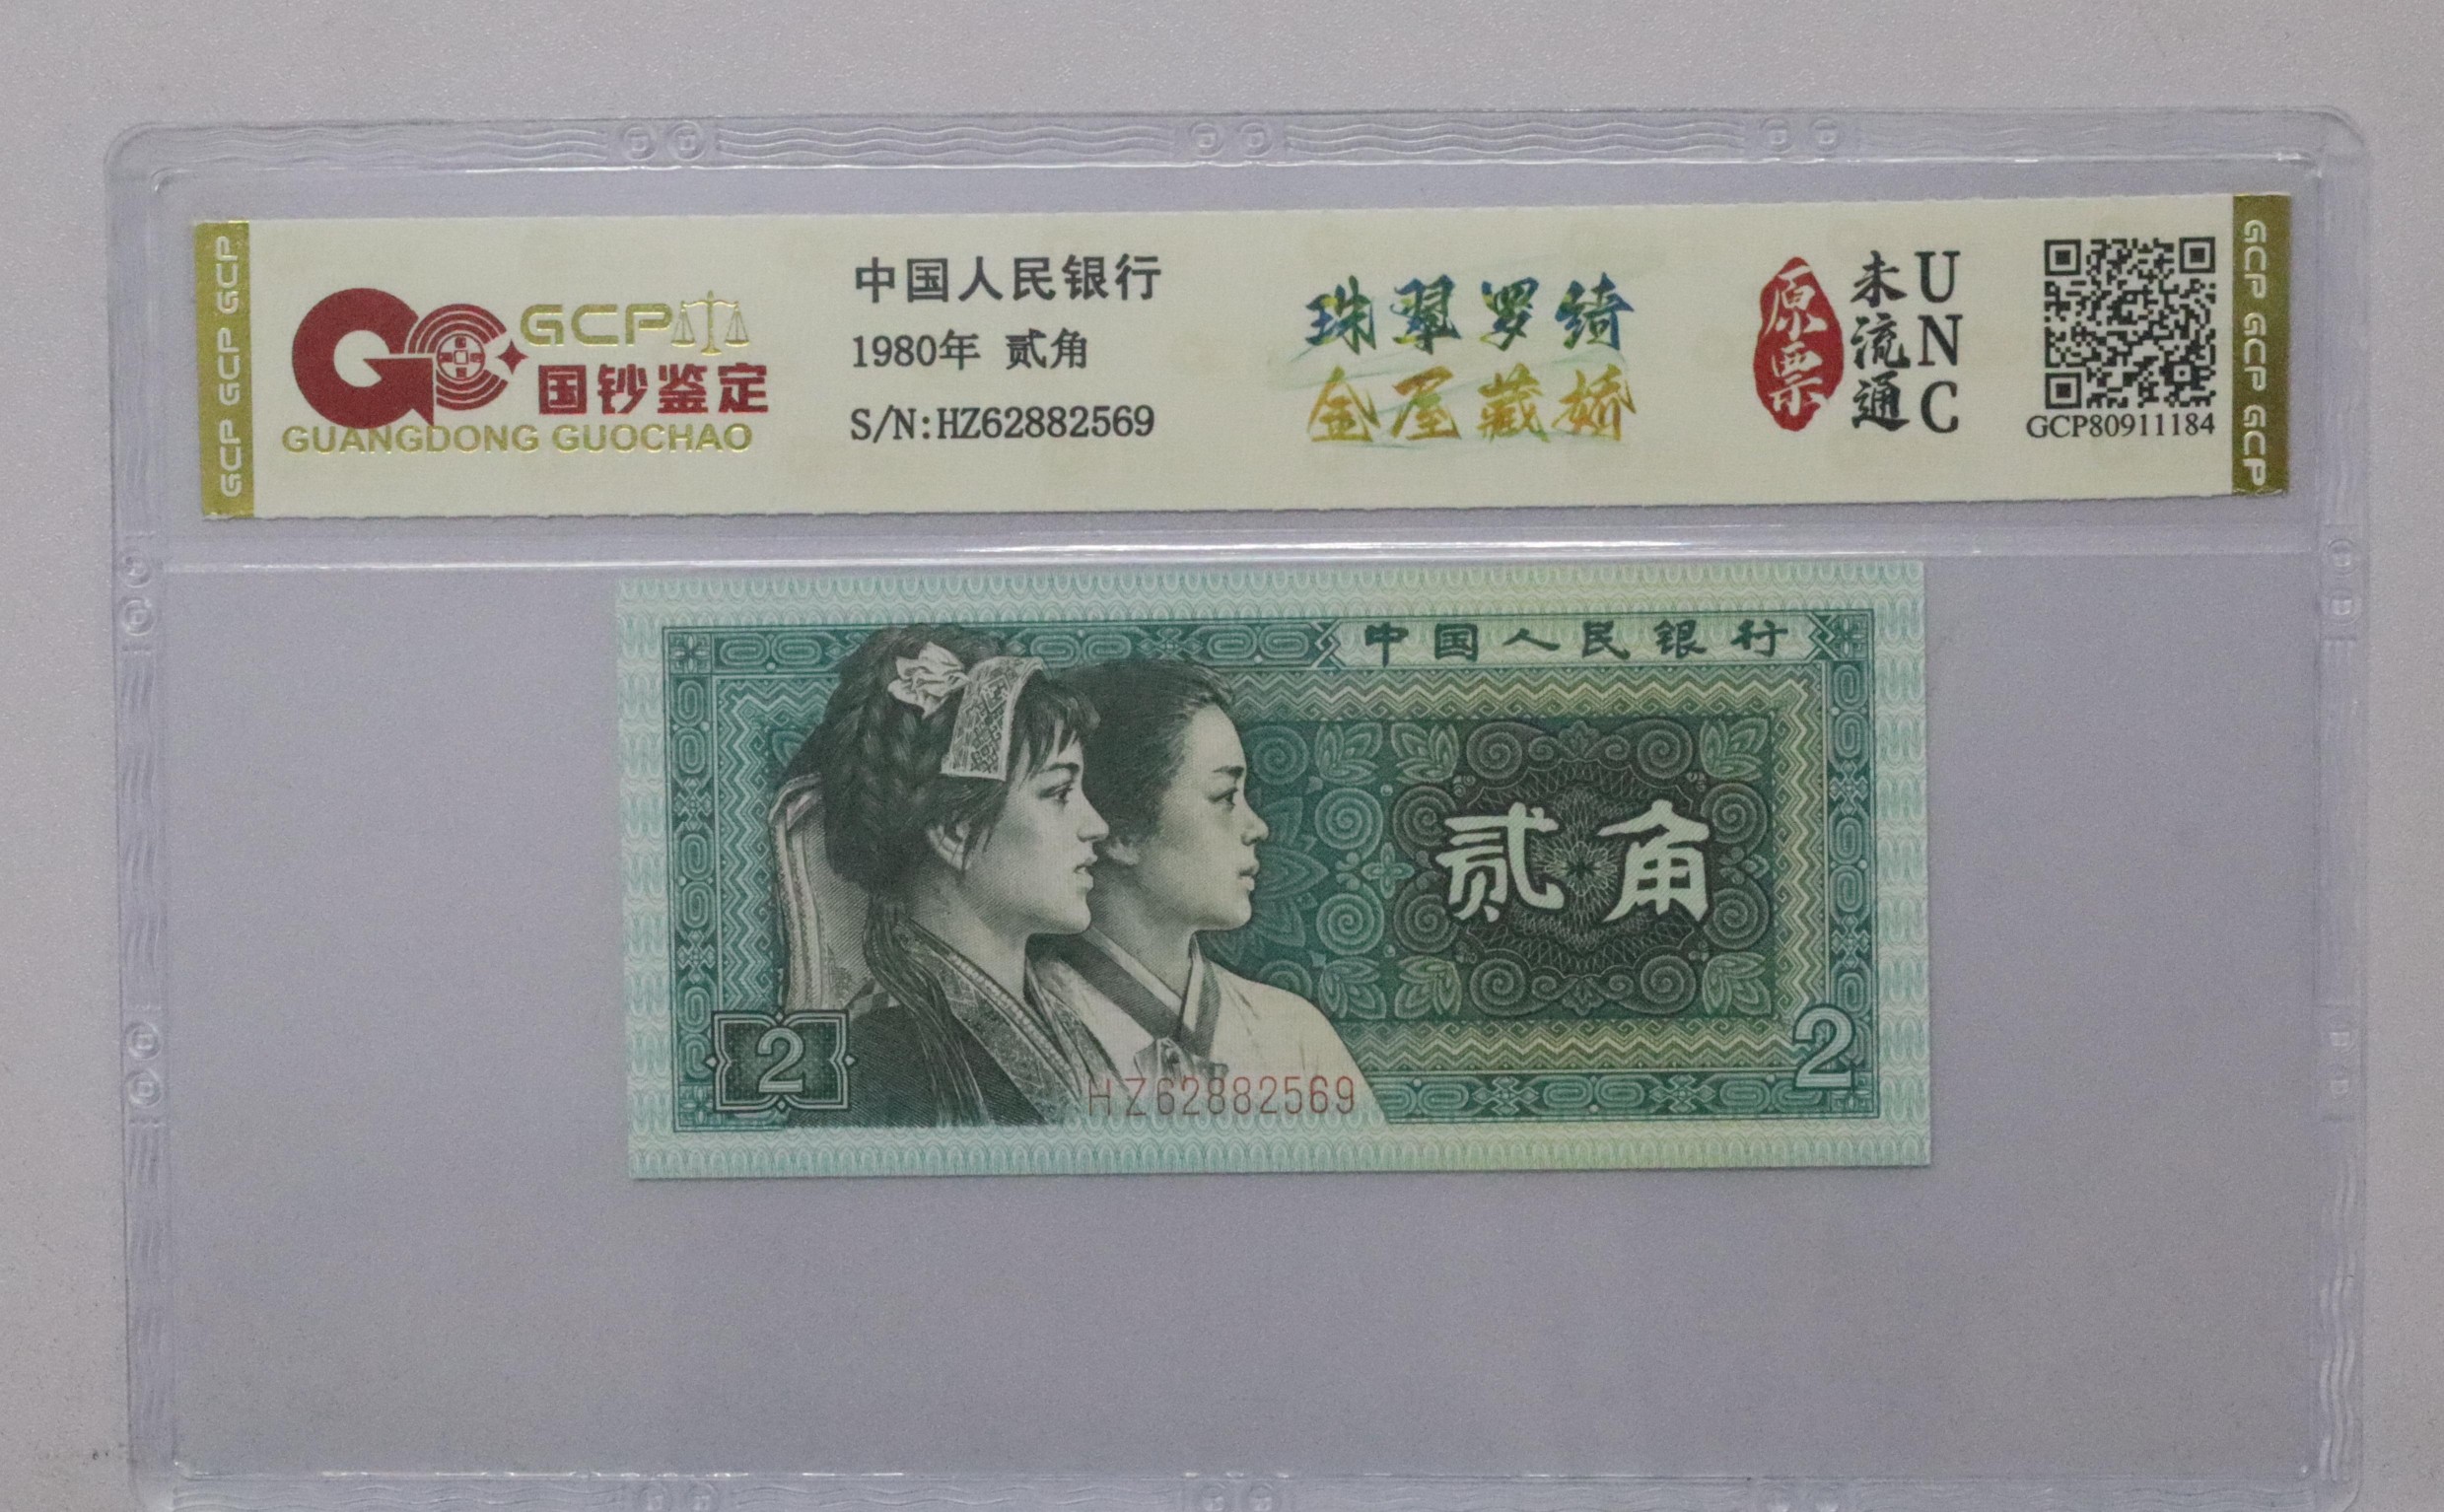 GCP GCP GCP
GCP
国钞鉴定
GUANGDONG GUOCHAO
中国人民银行
1980年 贰角
S/N:HZ62882569
珠翠罗绮
金屋藏娇
原票
未流通
UNC
GCP80911184
GCP GCP GCP
中国人民银行
贰角
2
2
HZ62882569